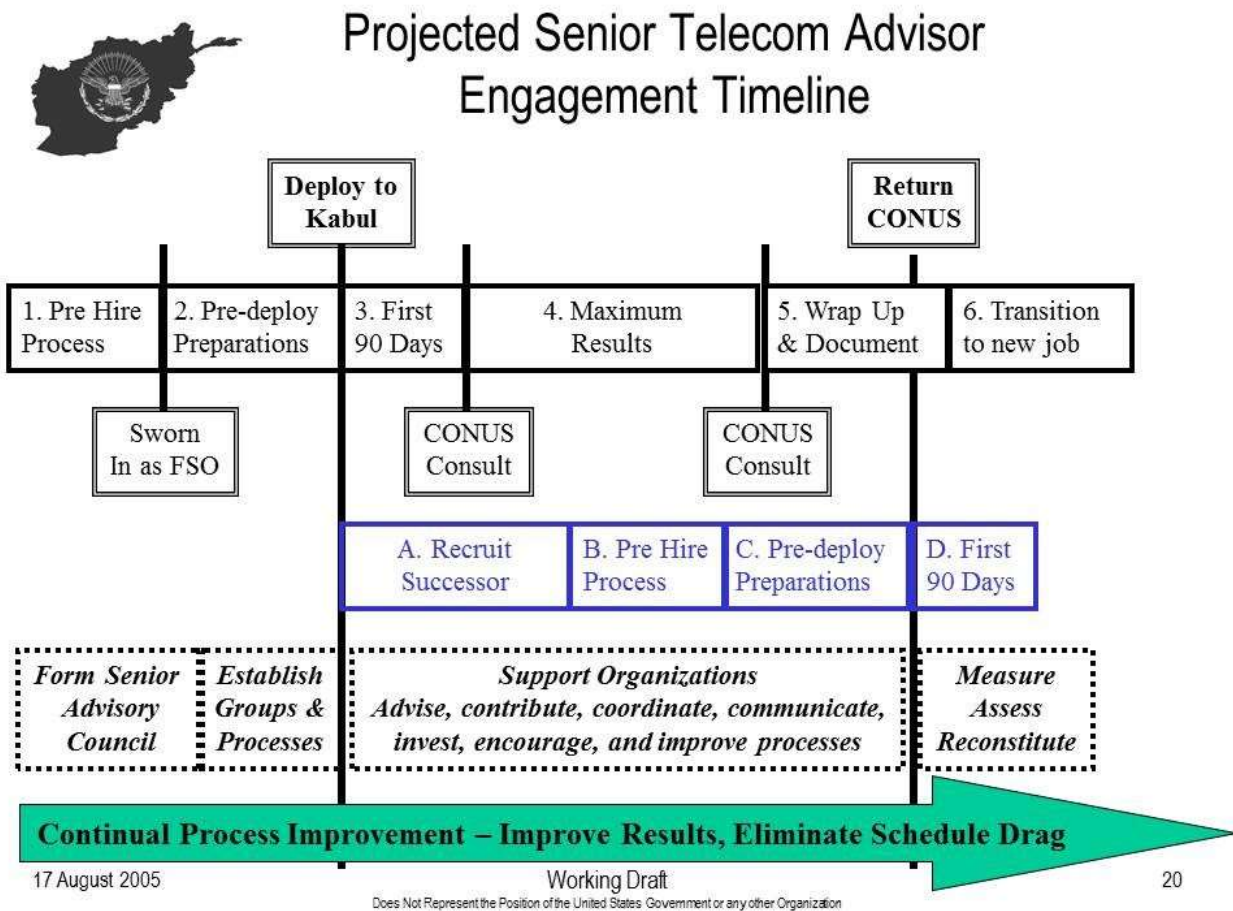 Projected Senior Telecom Advisor
Engagement Timeline
Deploy to
Kabul
Return
CONUS
1. Pre Hire
Process
2. Pre-deploy
Preparations
3. First
90 Days
4. Maximum
Results
5. Wrap Up
& Document
6. Transition
to new job
Sworn
In as FSO
CONUS
Consult
CONUS
Consult
A. Recruit
Successor
B. Pre Hire
Process
C. Pre-deploy
Preparations
D. First
90 Days
Form Senior
Advisory
Council
Establish
Groups &
Processes
Support Organizations
Advise, contribute, coordinate, communicate,
invest, encourage, and improve processes
Measure
Assess
Reconstitute
Continual Process Improvement – Improve Results, Eliminate Schedule Drag
17 August 2005
Working Draft
20
Does Not Represent the Position of the United States Government or any other Organization